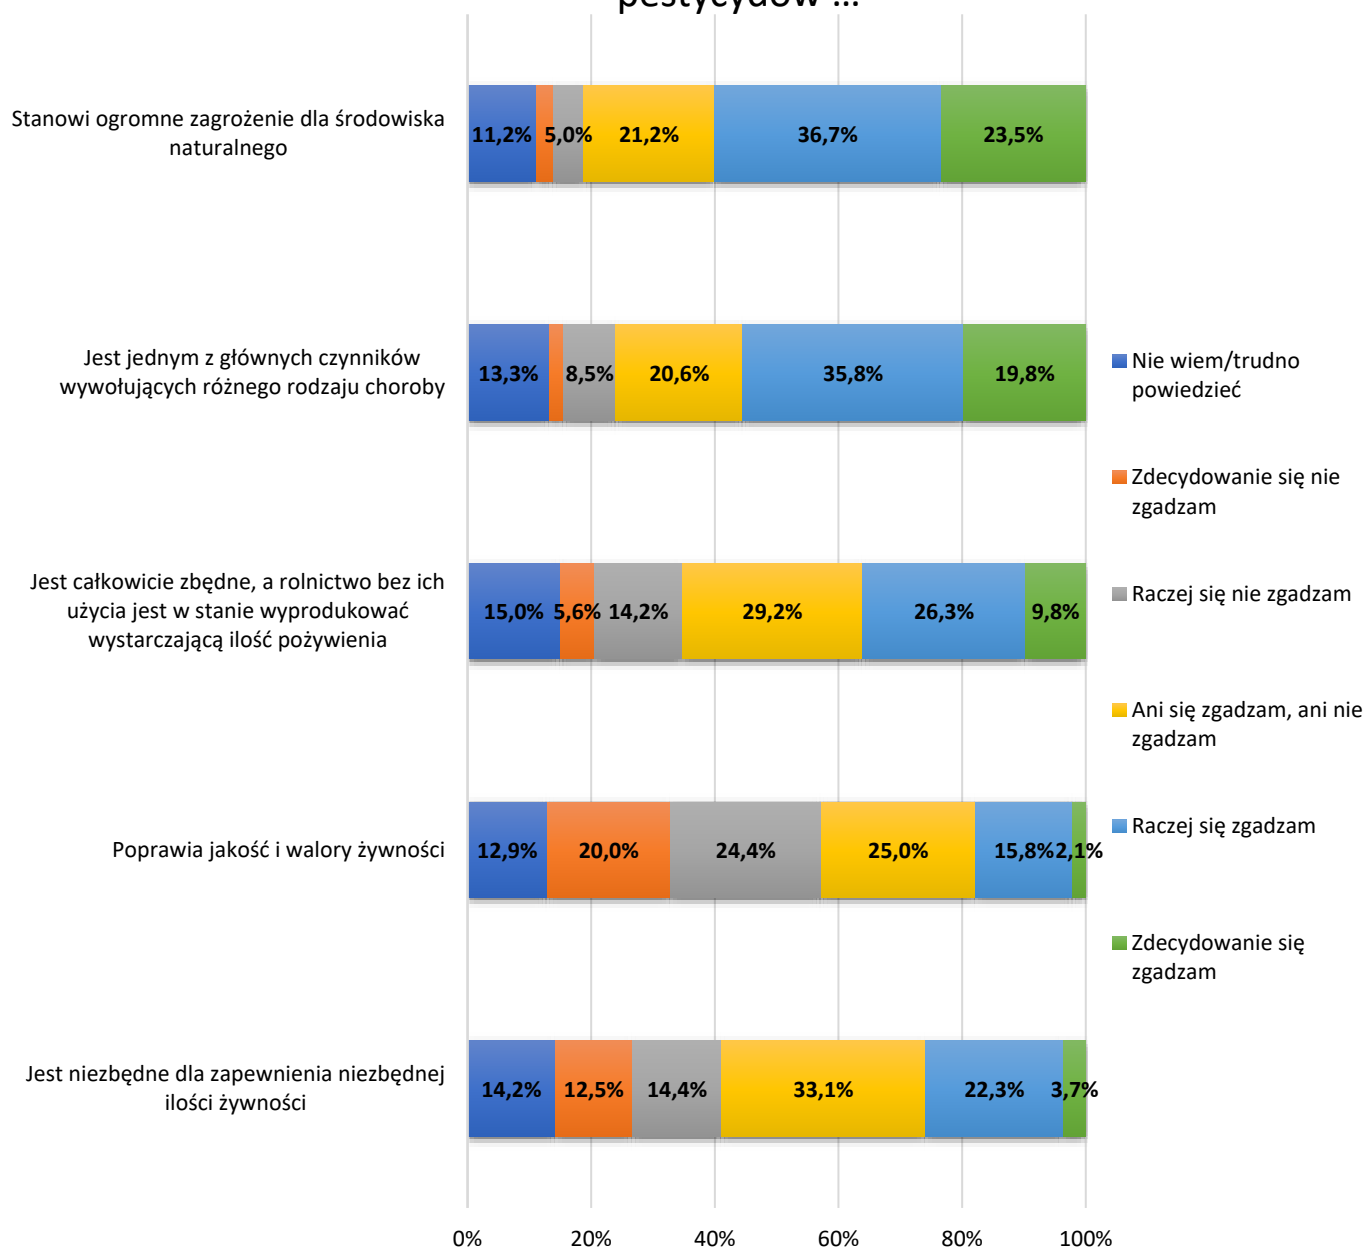 pestycydów ...
Stanowi ogromne zagrożenie dla środowiska
naturalnego
11,2% 5,0% 21,2% 36,7% 23,5%
Jest jednym z głównych czynników
wywołujących różnego rodzaju choroby
13,3% 8,5% 20,6% 35,8% 19,8%
Jest całkowicie zbędne, a rolnictwo bez ich
użycia jest w stanie wyprodukować
wystarczającą ilość pożywienia
15,0% 5,6% 14,2% 29,2% 26,3% 9,8%
Poprawia jakość i walory żywności
12,9% 20,0% 24,4% 25,0% 15,8% 2,1%
Jest niezbędne dla zapewnienia niezbędnej
ilości żywności
14,2% 12,5% 14,4% 33,1% 22,3% 3,7%
0% 20% 40% 60% 80% 100%
Nie wiem/trudno
powiedzieć
Zdecydowanie się nie
zgadzam
Raczej się nie zgadzam
Ani się zgadzam, ani nie
zgadzam
Raczej się zgadzam
Zdecydowanie się
zgadzam